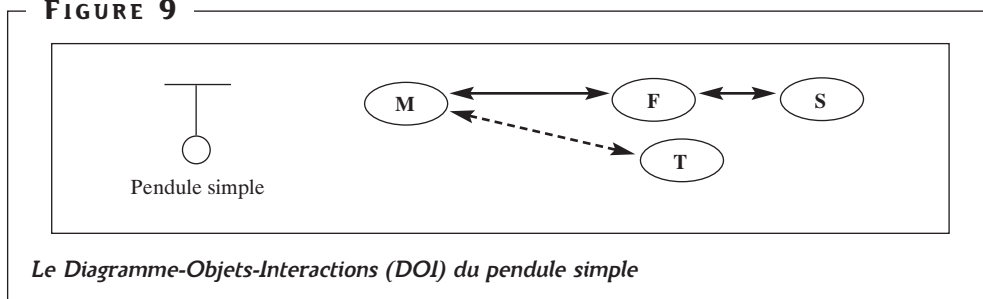 FIGURE 9
M
F
S
T
Pendule simple
Le Diagramme-Objets-Interactions (DOI) du pendule simple